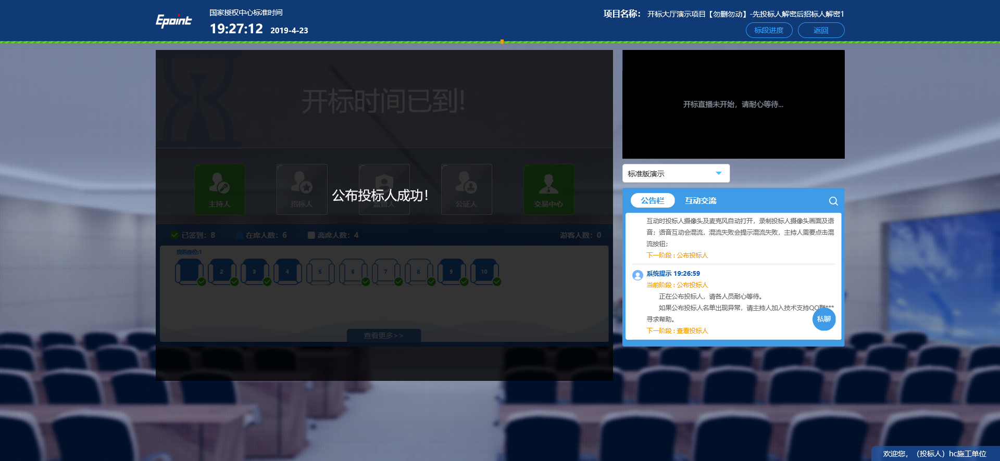 Epoint
国家授权中心标准时间
19:27:12 2019-4-23
项目名称： 开标大厅演示项目【勿删勿动】-先投标人解密后招标人解密1
标段进度 返回
开标时间已到!
主持人 招标人 监管人 公证人 交易中心
公布投标人成功！
已签到：8 在席人数：6 离席人数：4 游客人数：0
我的座位:1
2 3 4 5 6 7 8 9 10
查看更多>>
开标直播未开始，请耐心等待...
标准版演示
公告栏 互动交流
互动时投标人摄像头及麦克风自动打开，录制投标人摄像头画面及语
音；语音互动会混流，混流失败会提示混流失败，主持人需要点击混
流按钮；
下一阶段 : 公布投标人
系统提示 19:26:59
当前阶段 : 公布投标人
正在公布投标人，请各人员耐心等待。
如果公布投标人名单出现异常，请主持人加入技术支持QQ群***
寻求帮助。
下一阶段 : 查看投标人
私聊
欢迎您，（投标人）hc施工单位